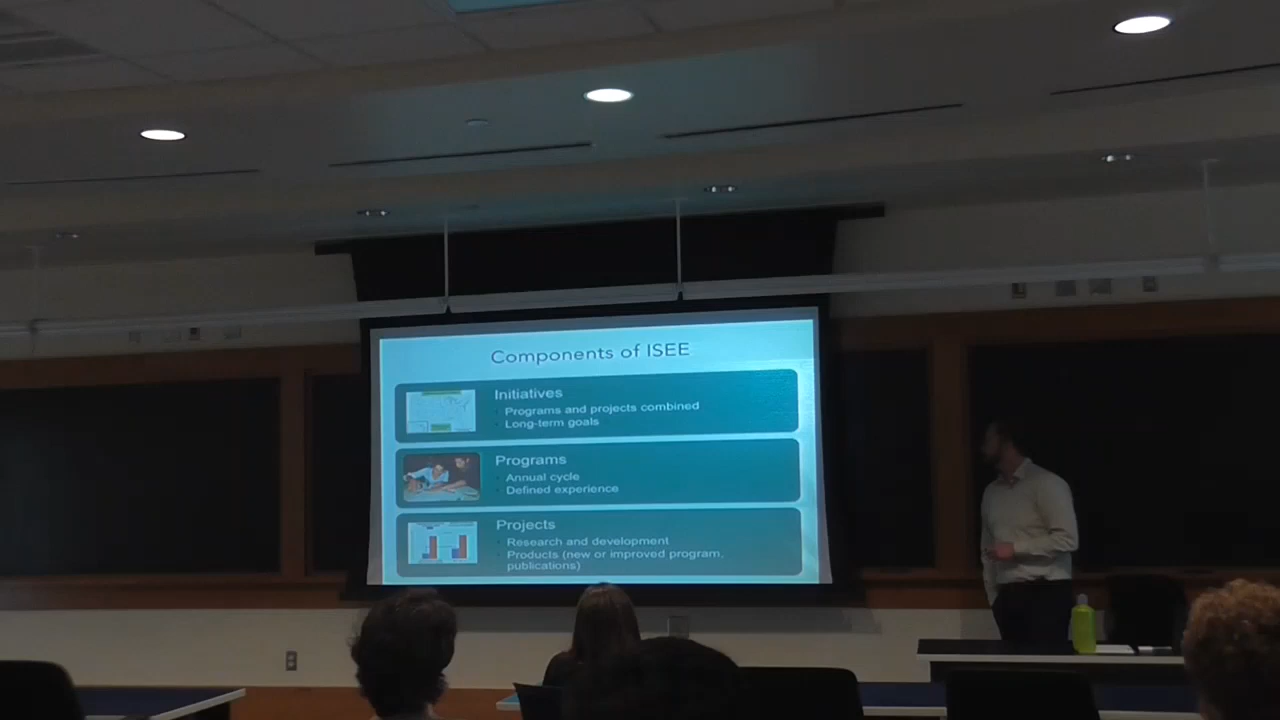 Components of ISEE
Initiatives
Programs and projects combined
Long-term goals
Programs
Annual cycle
Defined experience
Projects
Research and development
Products (new or improved program,
publications)